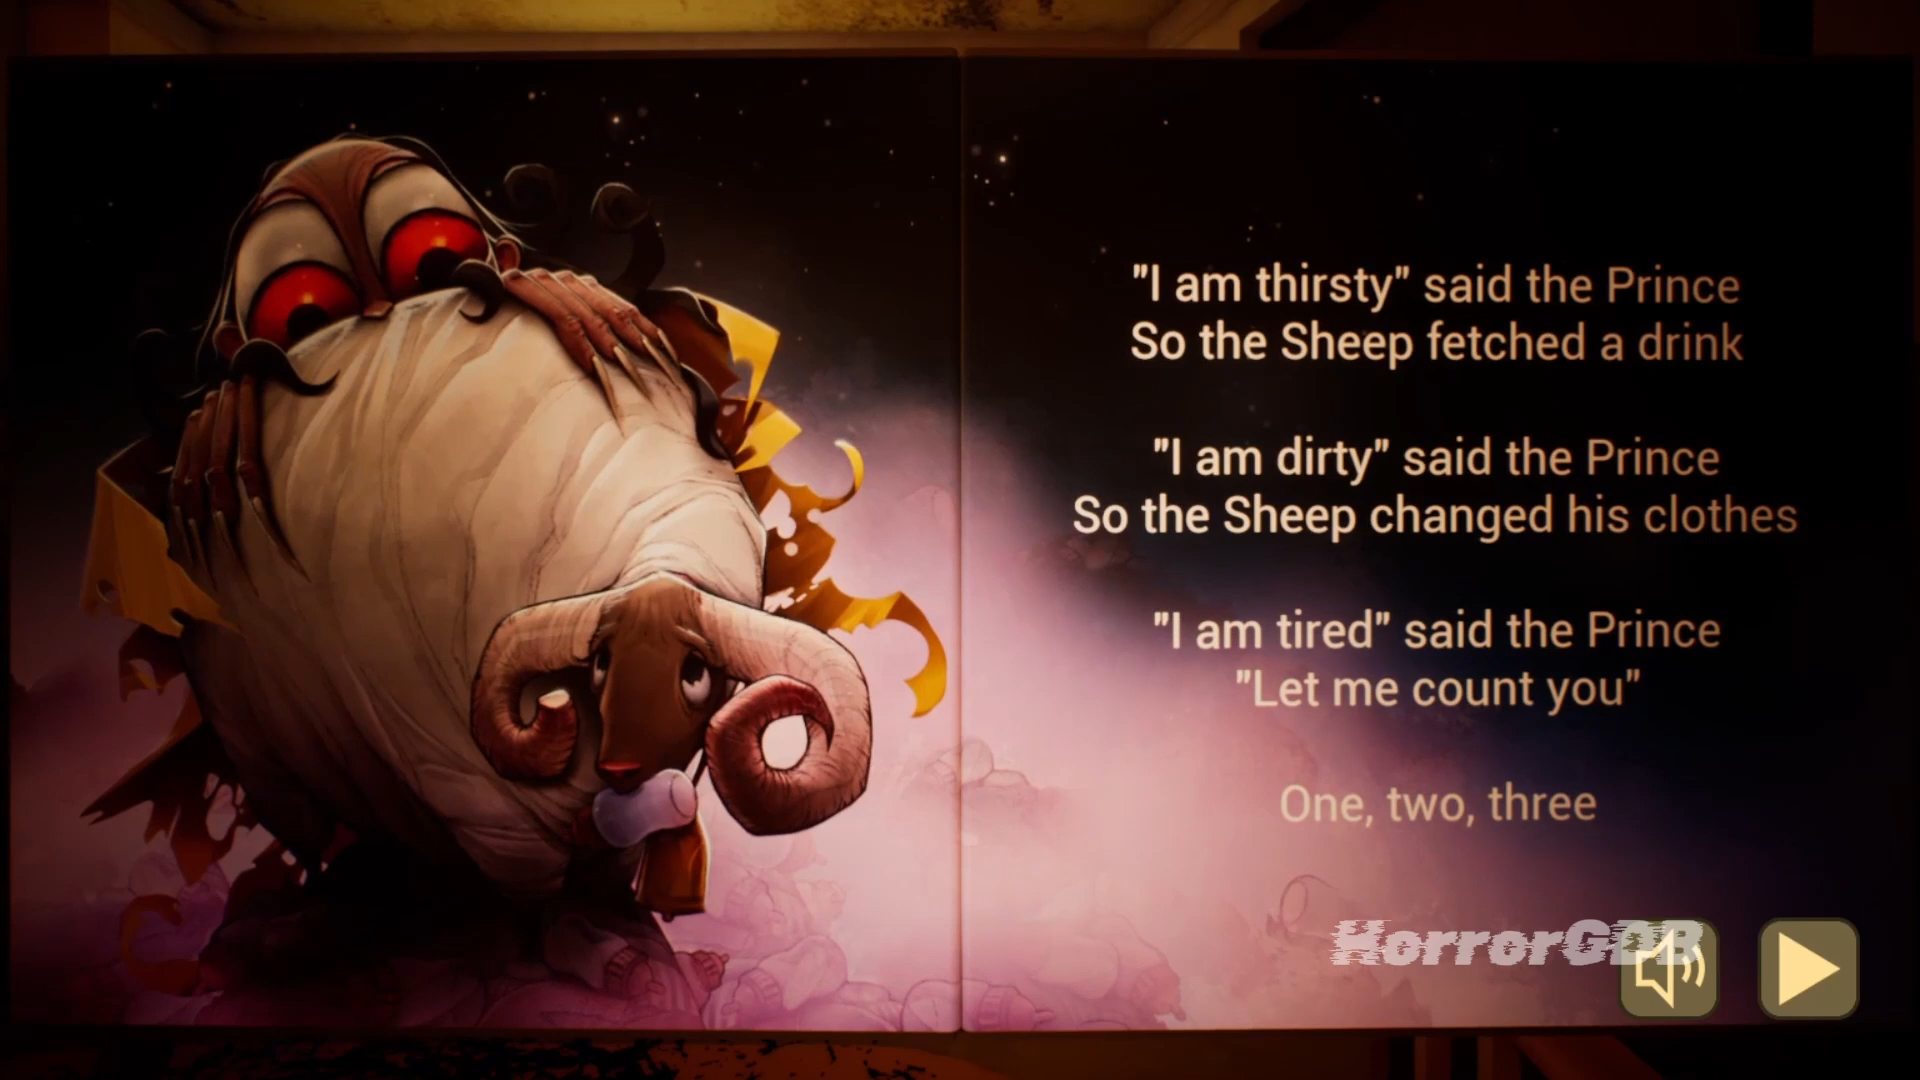 "I am thirsty" said the Prince
So the Sheep fetched a drink
"I am dirty" said the Prince
So the Sheep changed his clothes
"I am tired" said the Prince
"Let me count you"
One, two, three
HorrorGDB